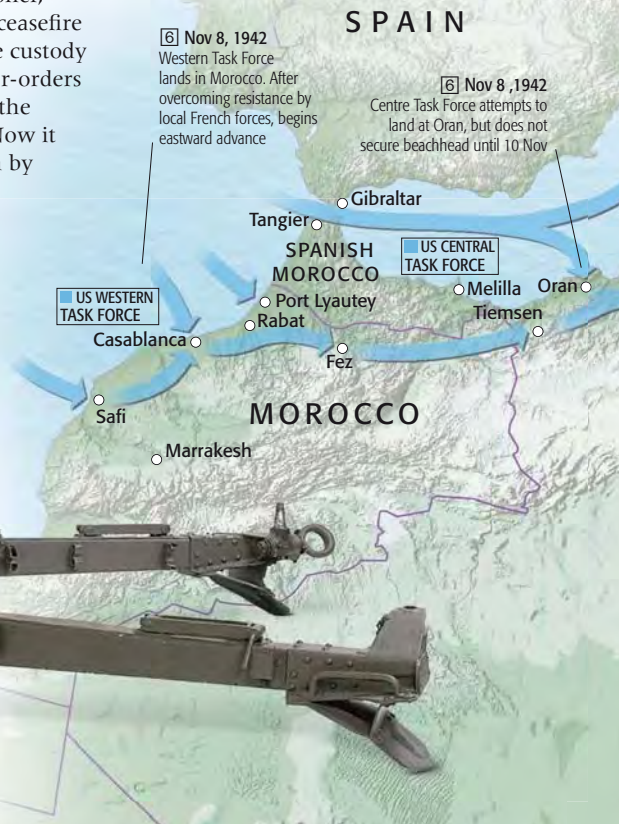 ceasefire
custody
r-orders
the
Now it
by
SPAIN
6 Nov 8, 1942
Western Task Force
lands in Morocco. After
overcoming resistance by
local French forces, begins
eastward advance
6 Nov 8 ,1942
Centre Task Force attempts to
land at Oran, but does not
secure beachhead until 10 Nov
Gibraltar
Tangier
SPANISH
MOROCCO
US CENTRAL
TASK FORCE
Melilla
Oran
Tiemsen
US WESTERN
TASK FORCE
Port Lyautey
Rabat
Casablanca
Fez
Safi
MOROCCO
Marrakesh